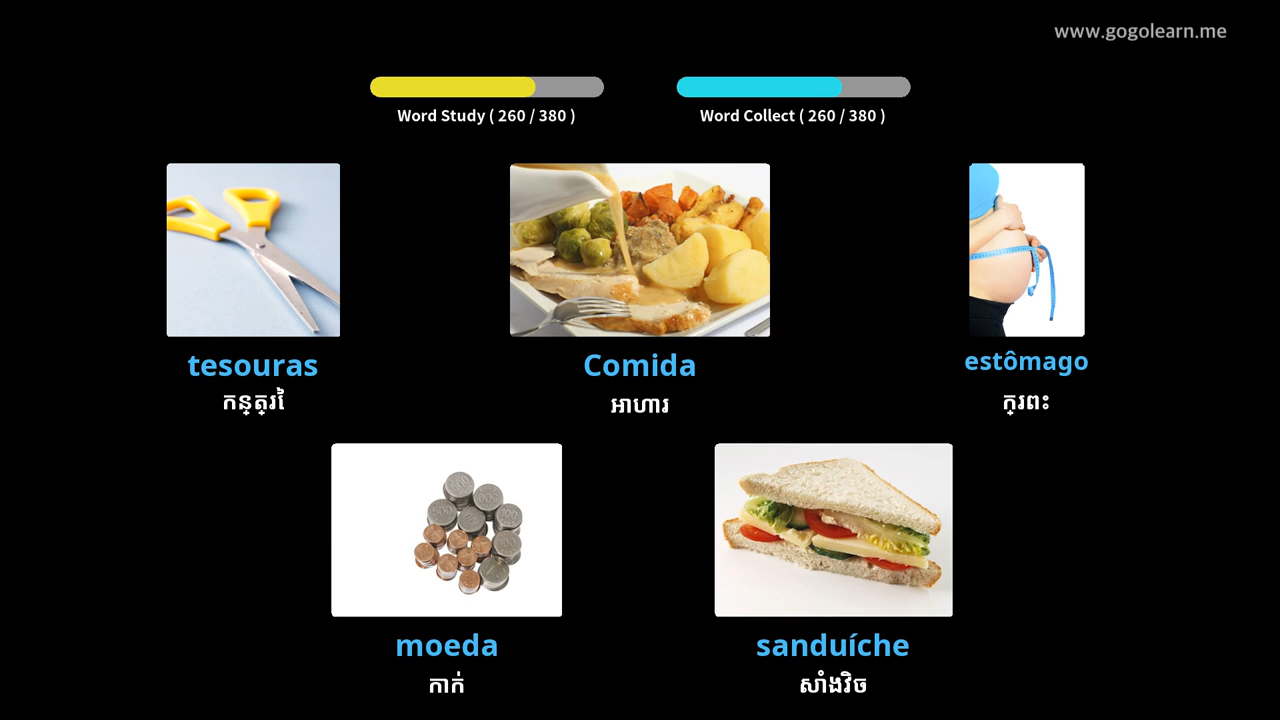 www.gogolearn.me
Word Study ( 260 / 380 )
Word Collect ( 260 / 380 )
tesouras
កន្ត្រៃ
Comida
អាហារ
estômago
ក្រពះ
moeda
កាក់
sanduíche
សាំងវិច